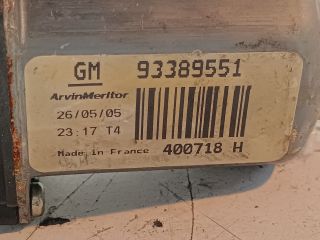 GM 93389551
ArvinMeritor
26/05/05
23:17 T4
Made in France 400718 H